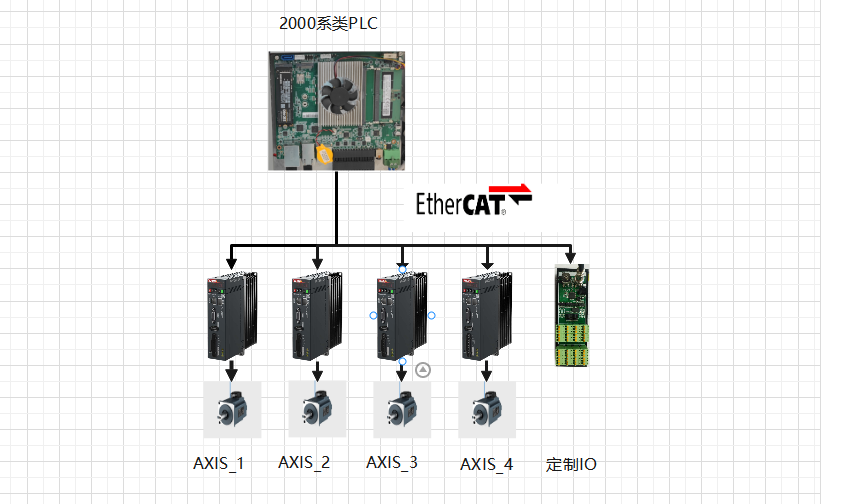 2000系类PLC
EtherCAT®
AXIS_1
AXIS_2
AXIS_3
AXIS_4
定制IO